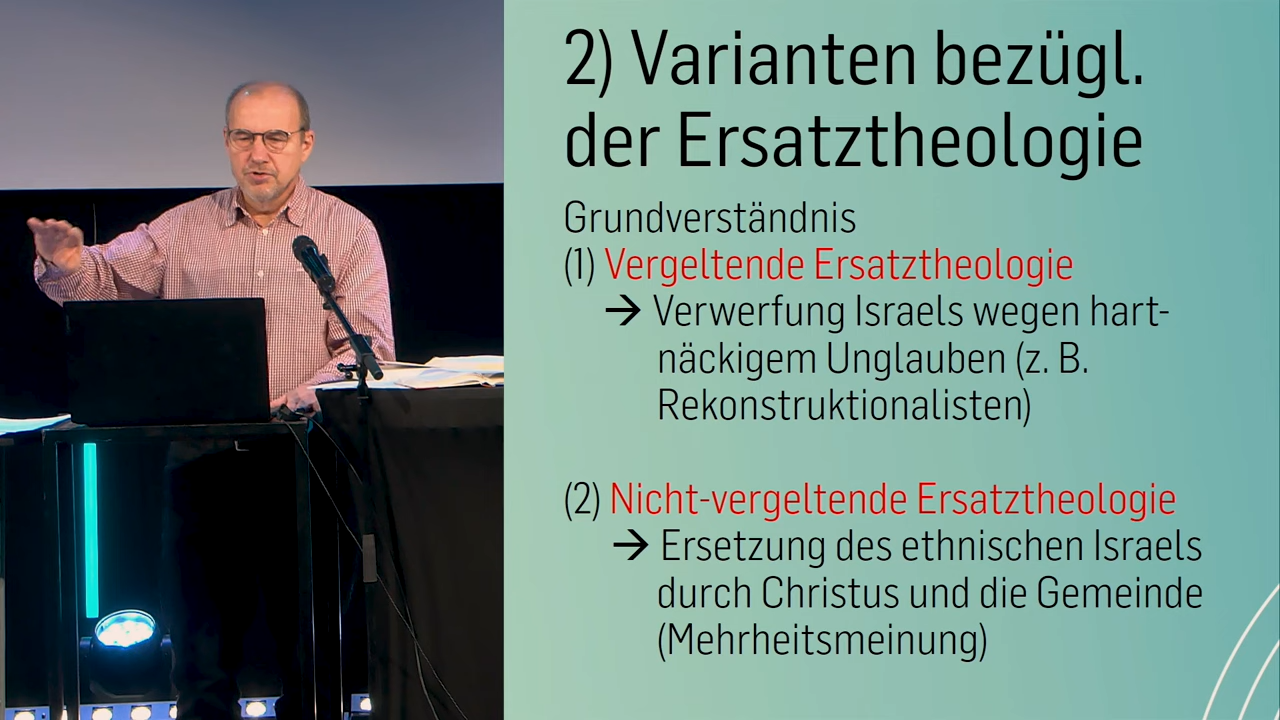 2) Varianten bezügl.
der Ersatztheologie
Grundverständnis
(1) Vergeltende Ersatztheologie
→ Verwerfung Israels wegen hart-
näckigem Unglauben (z. B.
Rekonstruktionalisten)
(2) Nicht-vergeltende Ersatztheologie
→ Ersetzung des ethnischen Israels
durch Christus und die Gemeinde
(Mehrheitsmeinung)